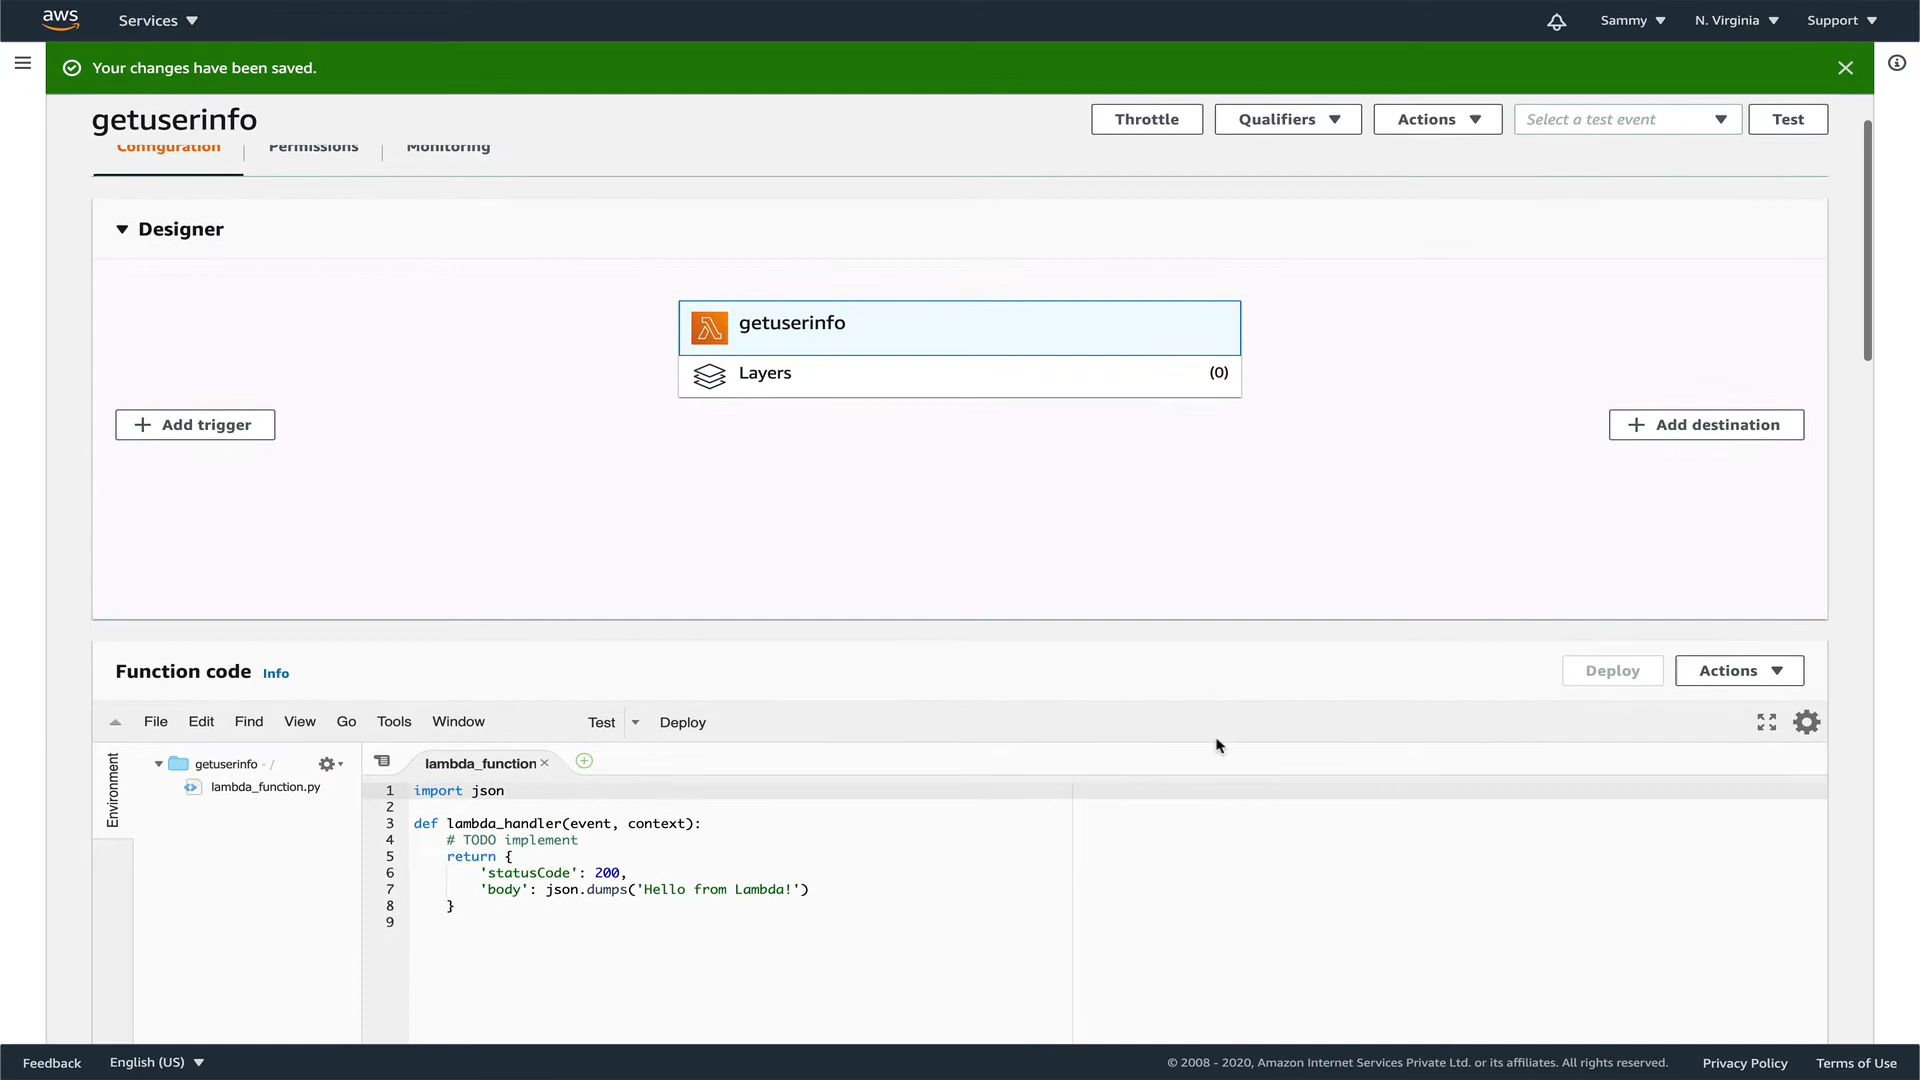 aws Services Sammy N. Virginia Support
Your changes have been saved.
getuserinfo Throttle Qualifiers Actions Select a test event Test
Configuration Permissions Monitoring
Designer
getuserinfo
Layers (0)
Add trigger Add destination
Function code Info Deploy Actions
File Edit Find View Go Tools Window Test Deploy
Environment
getuserinfo - /
lambda_function.py
lambda_function
1 import json
2
3 def lambda_handler(event, context):
4     # TODO implement
5     return {
6         'statusCode': 200,
7         'body': json.dumps('Hello from Lambda!')
8     }
9
Feedback English (US) © 2008 - 2020, Amazon Internet Services Private Ltd. or its affiliates. All rights reserved. Privacy Policy Terms of Use